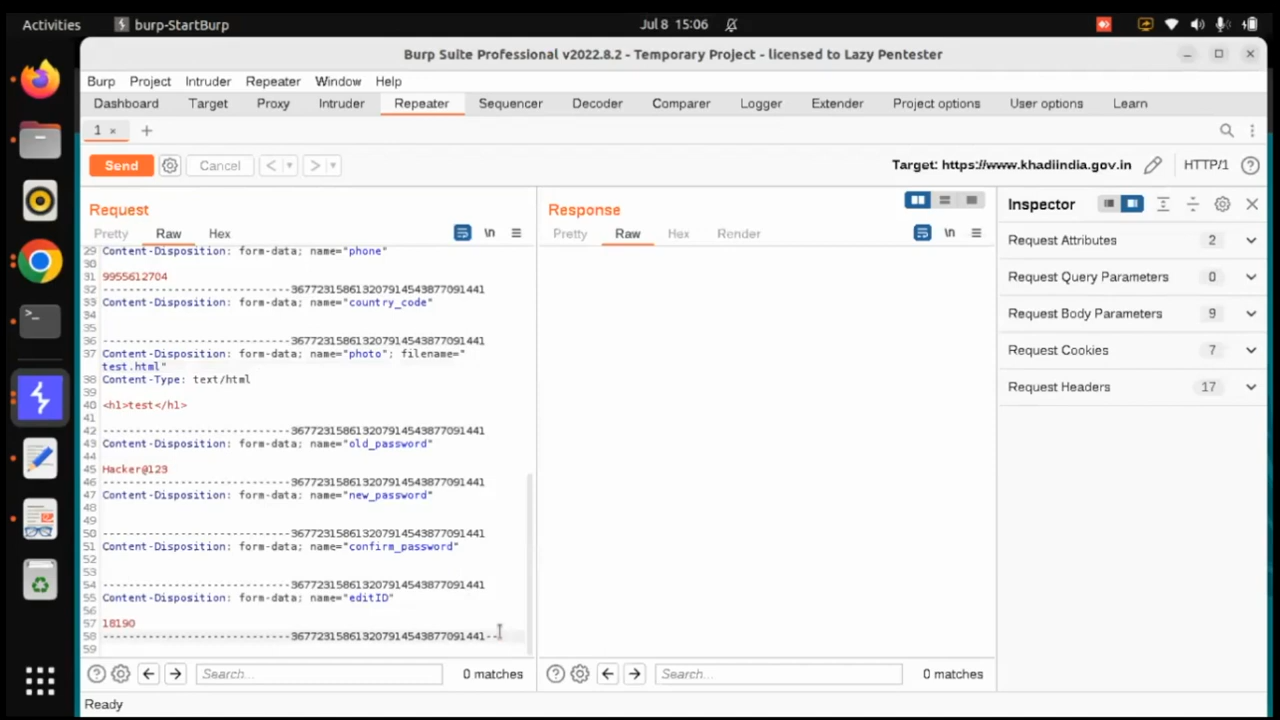 Activities burp-StartBurp Jul 8 15:06
Burp Suite Professional v2022.8.2 - Temporary Project - licensed to Lazy Pentester
Burp Project Intruder Repeater Window Help
Dashboard Target Proxy Intruder Repeater Sequencer Decoder Comparer Logger Extender Project options User options Learn
1 × +
Send Cancel < > Target: https://www.khadiindia.gov.in HTTP/1
Request
Pretty Raw Hex \n
29 Content-Disposition: form-data; name="phone"
30
31 9955612704
32 -----------------------------3677231586132079145438770914​41
33 Content-Disposition: form-data; name="country_code"
34
35
36 -----------------------------367723158613207914543877091441
37 Content-Disposition: form-data; name="photo"; filename="
test.html"
38 Content-Type: text/html
39
40 <h1>test</h1>
41
42 -----------------------------367723158613207914543877091441
43 Content-Disposition: form-data; name="old_password"
44
45 Hacker@123
46 -----------------------------367723158613207914543877091441
47 Content-Disposition: form-data; name="new_password"
48
49
50 -----------------------------367723158613207914543877091441
51 Content-Disposition: form-data; name="confirm_password"
52
53
54 -----------------------------367723158613207914543877091441
55 Content-Disposition: form-data; name="editID"
56
57 18190
58 -----------------------------367723158613207914543877091441--
59
Search... 0 matches
Response
Pretty Raw Hex Render \n
Search... 0 matches
Inspector
Request Attributes 2
Request Query Parameters 0
Request Body Parameters 9
Request Cookies 7
Request Headers 17
Ready